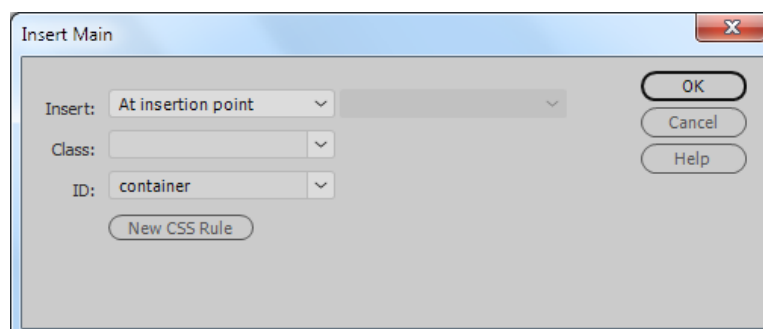 Insert Main
Insert: At insertion point
Class:
ID: container
New CSS Rule
OK
Cancel
Help